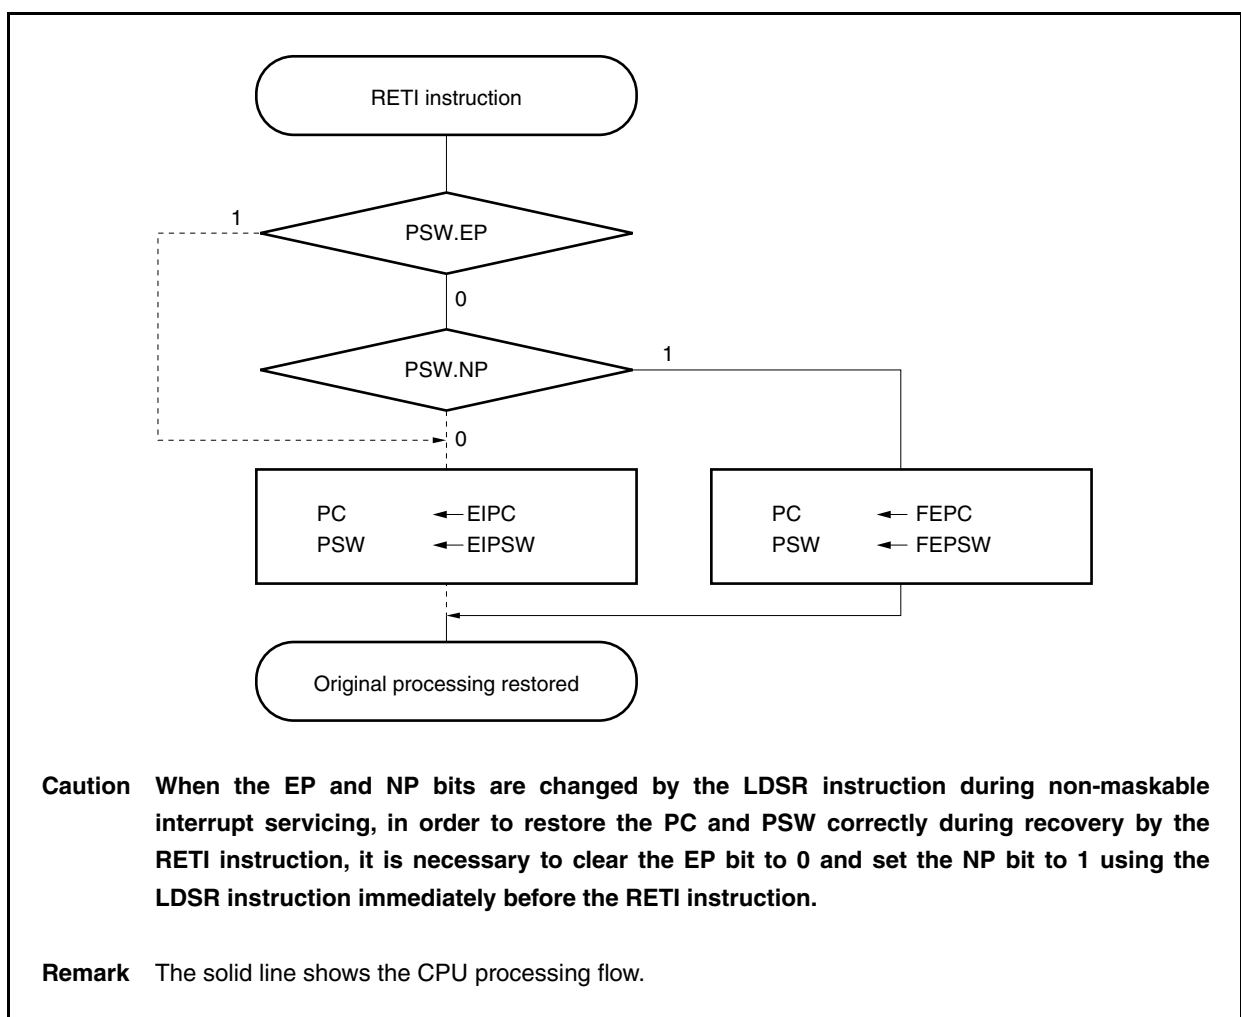 RETI instruction
1
PSW.EP
0
PSW.NP
1
0
PC EIPC
PSW EIPSW
PC FEPC
PSW FEPSW
Original processing restored
Caution When the EP and NP bits are changed by the LDSR instruction during non-maskable
interrupt servicing, in order to restore the PC and PSW correctly during recovery by the
RETI instruction, it is necessary to clear the EP bit to 0 and set the NP bit to 1 using the
LDSR instruction immediately before the RETI instruction.
Remark The solid line shows the CPU processing flow.